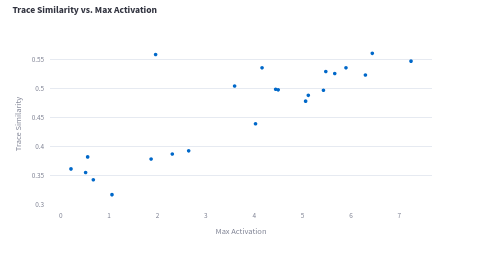 Trace Similarity vs. Max Activation
Trace Similarity
0.55
0.5
0.45
0.4
0.35
0.3
0 1 2 3 4 5 6 7
Max Activation